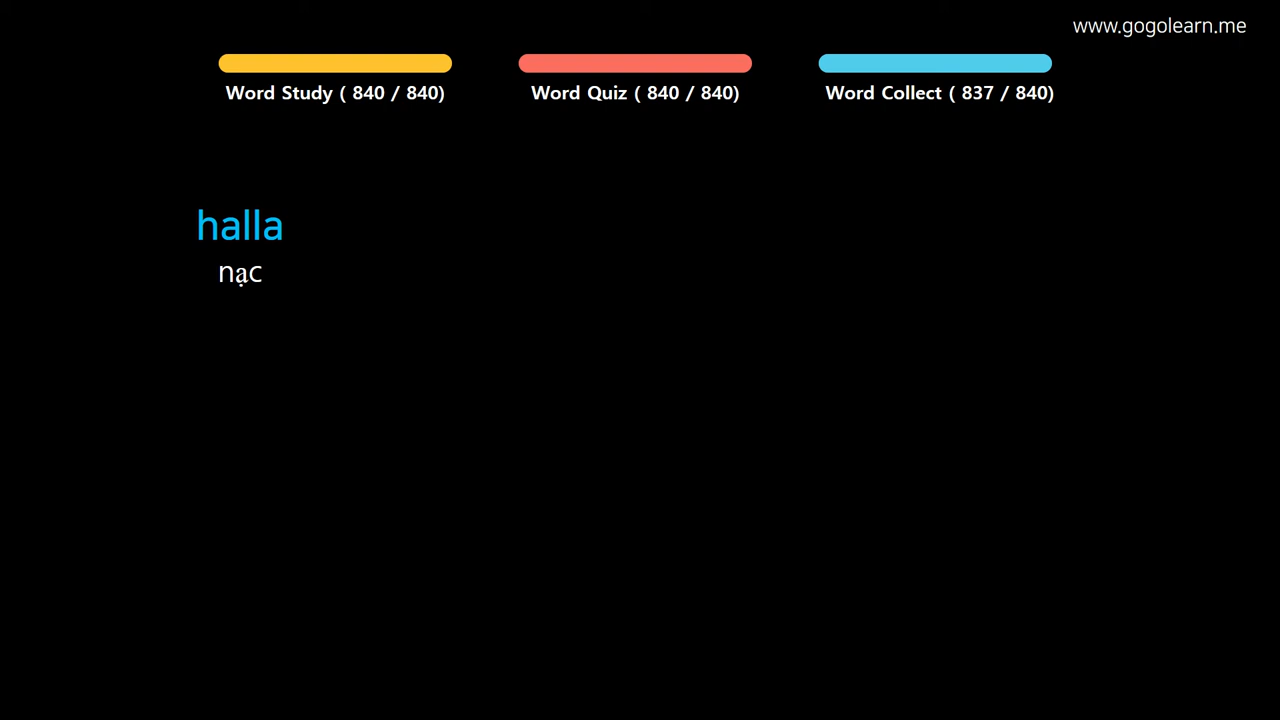 www.gogolearn.me
Word Study ( 840 / 840)
Word Quiz ( 840 / 840)
Word Collect ( 837 / 840)
halla
nạc